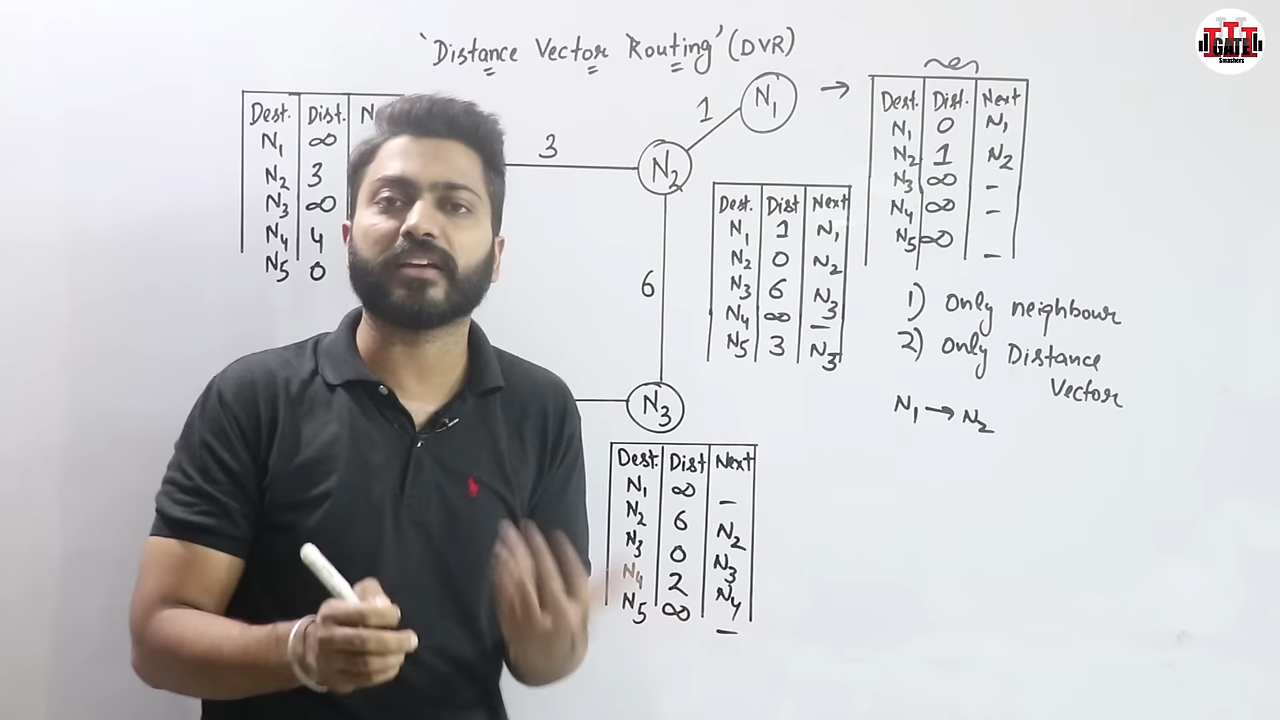 'Distance Vector Routing' (DVR)
GATE
Smashers
Dest. Dist. N
N1 ∞
N2 3
N3 ∞
N4 4
N5 0
3
N2
1
N1
→
6
N3
Dest. Dist Next
N1 1 N1
N2 0 N2
N3 6 N3
N4 ∞ -
N5 3 N3
Dest. Dist. Next
N1 0 N1
N2 1 N2
N3 ∞ -
N4 ∞ -
N5 ∞ -
1) only neighbour
2) only Distance
Vector
N1 → N2
Dest. Dist Next
N1 ∞ -
N2 6 N2
N3 0 N3
N4 2 N4
N5 ∞ -